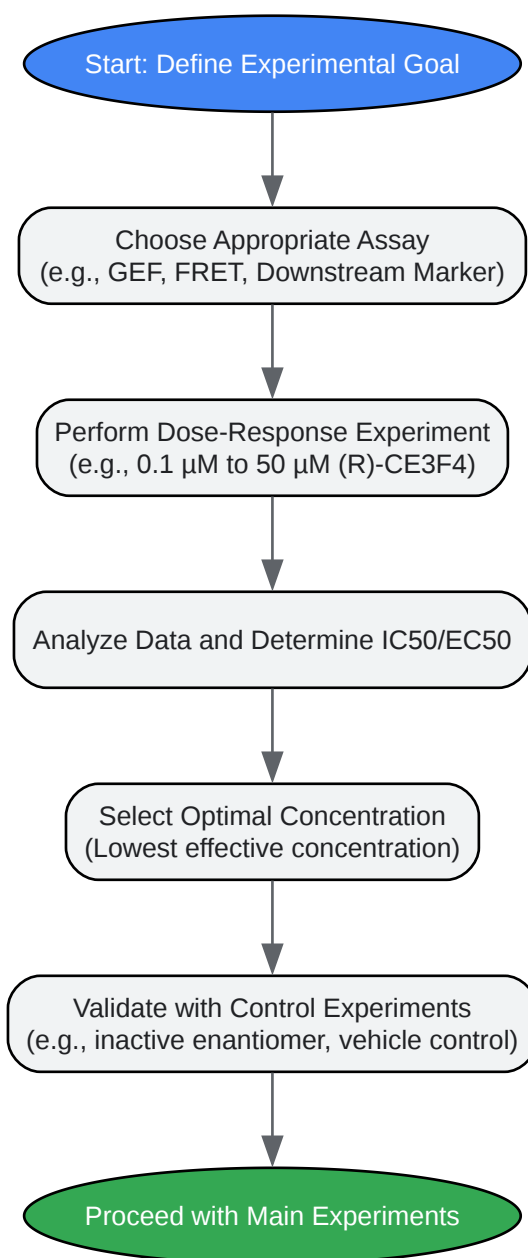 Start: Define Experimental Goal
Choose Appropriate Assay
(e.g., GEF, FRET, Downstream Marker)
Perform Dose-Response Experiment
(e.g., 0.1 µM to 50 µM (R)-CE3F4)
Analyze Data and Determine IC50/EC50
Select Optimal Concentration
(Lowest effective concentration)
Validate with Control Experiments
(e.g., inactive enantiomer, vehicle control)
Proceed with Main Experiments